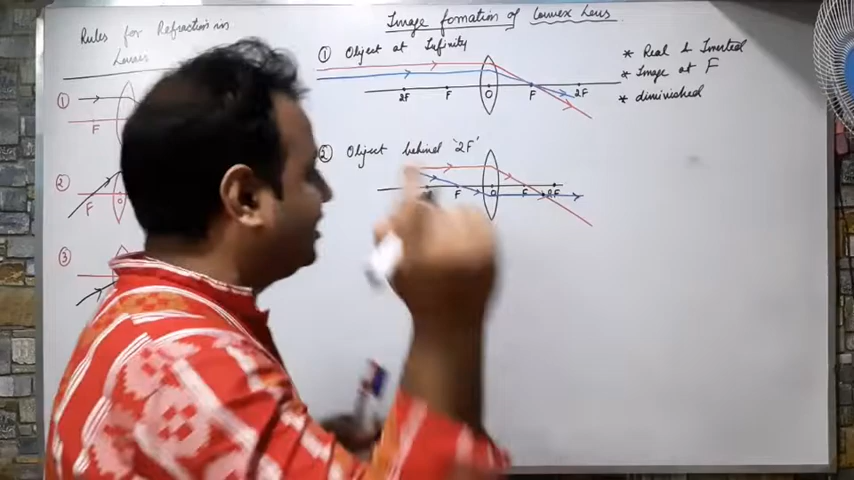 Rules for Refraction in
Lenses
①
F
②
F
O
③
Image fomation of Convex Lens
① Object at Infinity
2F F O F 2F
* Real & Inverted
* Image at F
* diminished
② Object behind '2F'
F O F 2F